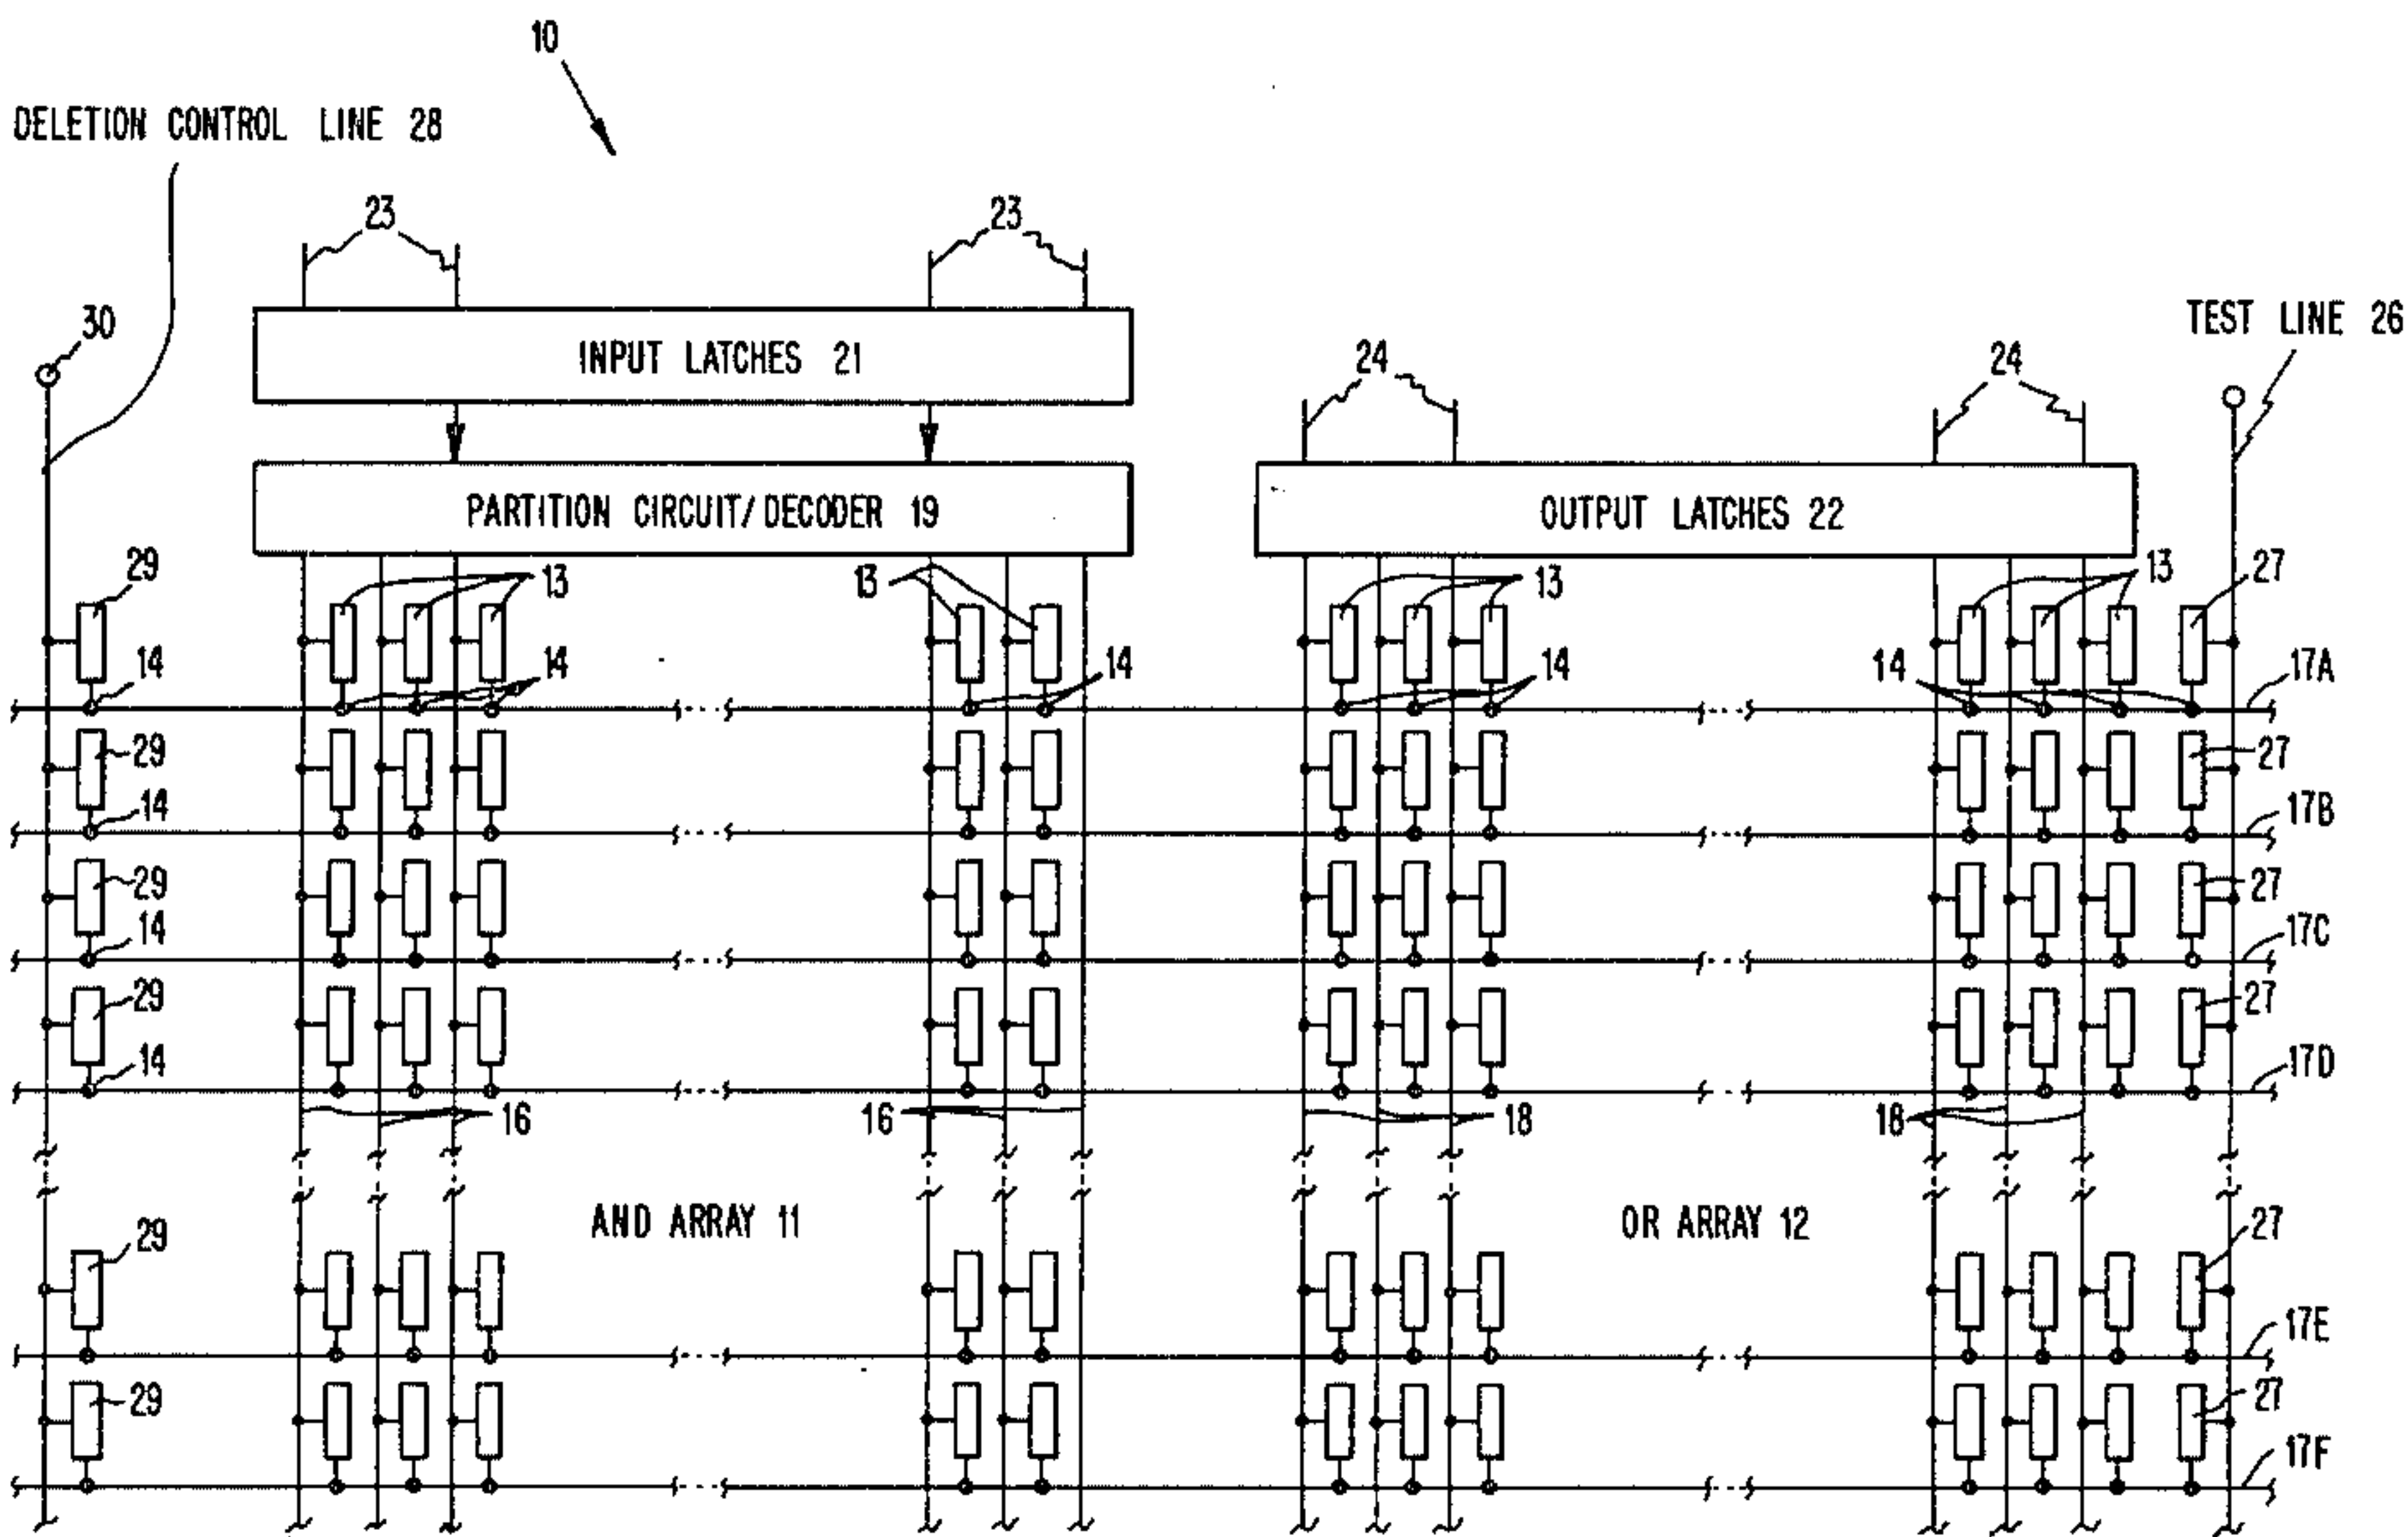 10
DELETION CONTROL LINE 28
23 23
30
INPUT LATCHES 21
TEST LINE 26
24 24
PARTITION CIRCUIT/DECODER 19
OUTPUT LATCHES 22
29 13 13 13 13 27
14 14 14 14 14 17A
29 27
14 17B
29 27
14 17C
29 27
14 17D
16 16 18 18
AND ARRAY 11
OR ARRAY 12
29 27
17E
29 27
17F